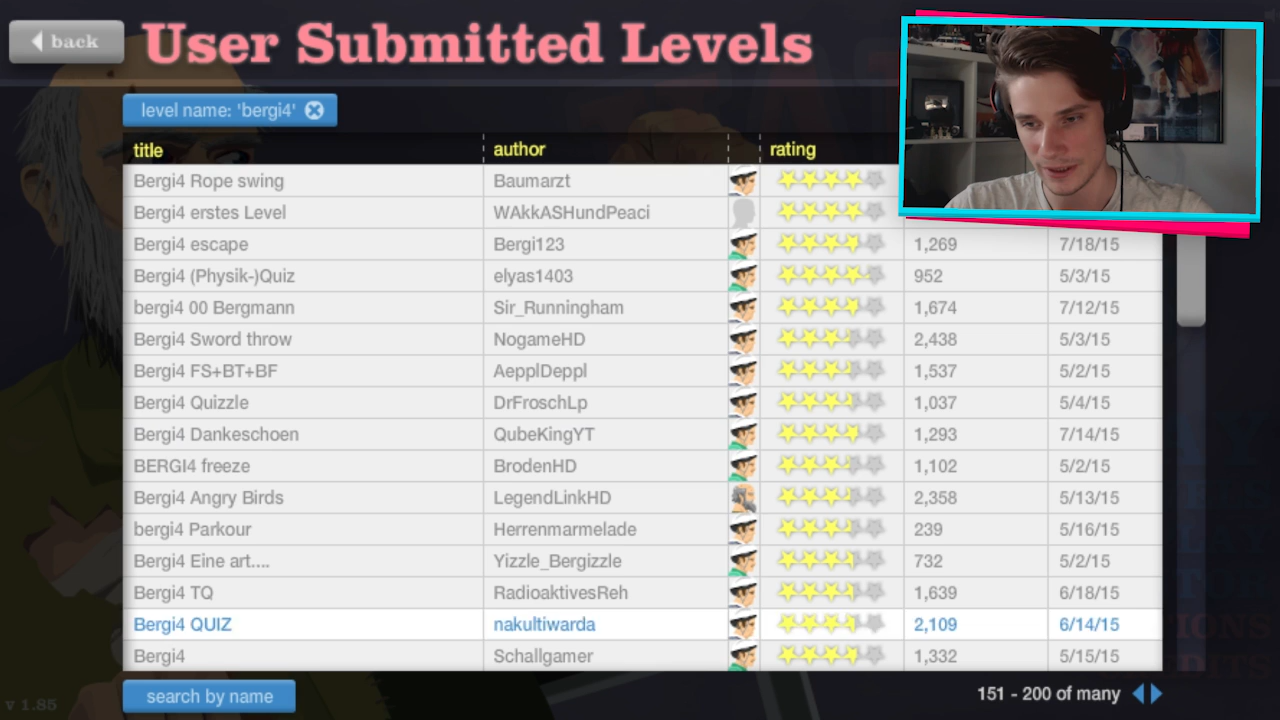 back
User Submitted Levels
level name: 'bergi4'
title author rating
Bergi4 Rope swing Baumarzt
Bergi4 erstes Level WAkkASHundPeaci
Bergi4 escape Bergi123 1,269 7/18/15
Bergi4 (Physik-)Quiz elyas1403 952 5/3/15
bergi4 00 Bergmann Sir_Runningham 1,674 7/12/15
Bergi4 Sword throw NogameHD 2,438 5/3/15
Bergi4 FS+BT+BF AepplDeppl 1,537 5/2/15
Bergi4 Quizzle DrFroschLp 1,037 5/4/15
Bergi4 Dankeschoen QubeKingYT 1,293 7/14/15
BERGI4 freeze BrodenHD 1,102 5/2/15
Bergi4 Angry Birds LegendLinkHD 2,358 5/13/15
bergi4 Parkour Herrenmarmelade 239 5/16/15
Bergi4 Eine art.... Yizzle_Bergizzle 732 5/2/15
Bergi4 TQ RadioaktivesReh 1,639 6/18/15
Bergi4 QUIZ nakultiwarda 2,109 6/14/15
Bergi4 Schallgamer 1,332 5/15/15
search by name
151 - 200 of many
v 1.85